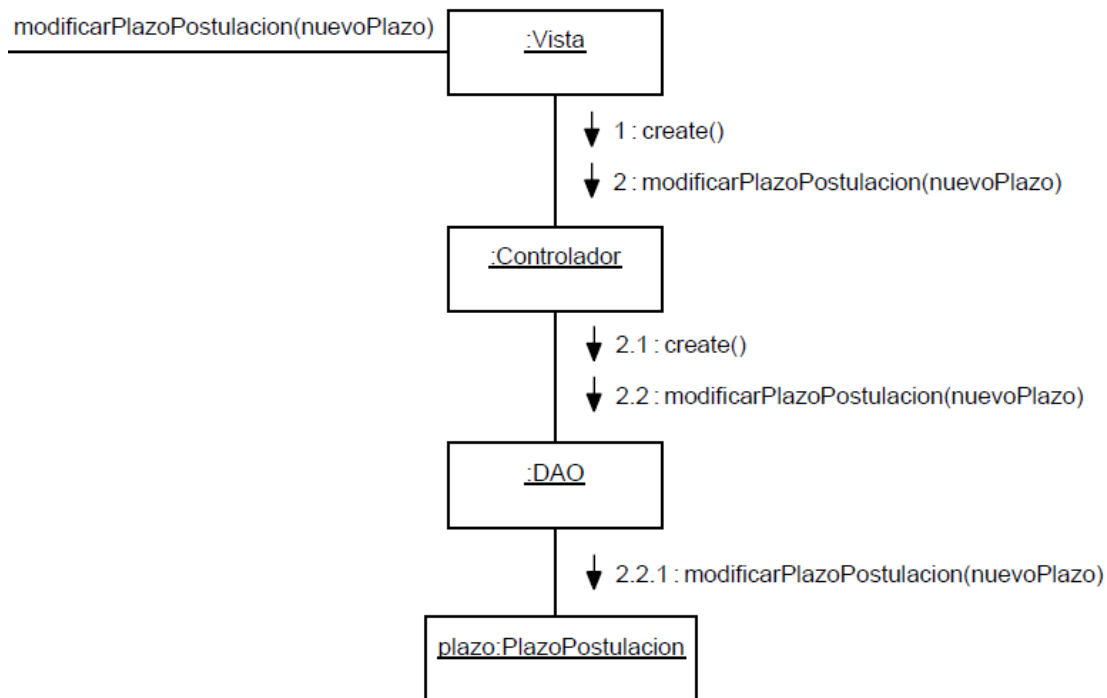 modificarPlazoPostulacion(nuevoPlazo)
:Vista
1 : create()
2 : modificarPlazoPostulacion(nuevoPlazo)
:Controlador
2.1 : create()
2.2 : modificarPlazoPostulacion(nuevoPlazo)
:DAO
2.2.1 : modificarPlazoPostulacion(nuevoPlazo)
plazo:PlazoPostulacion